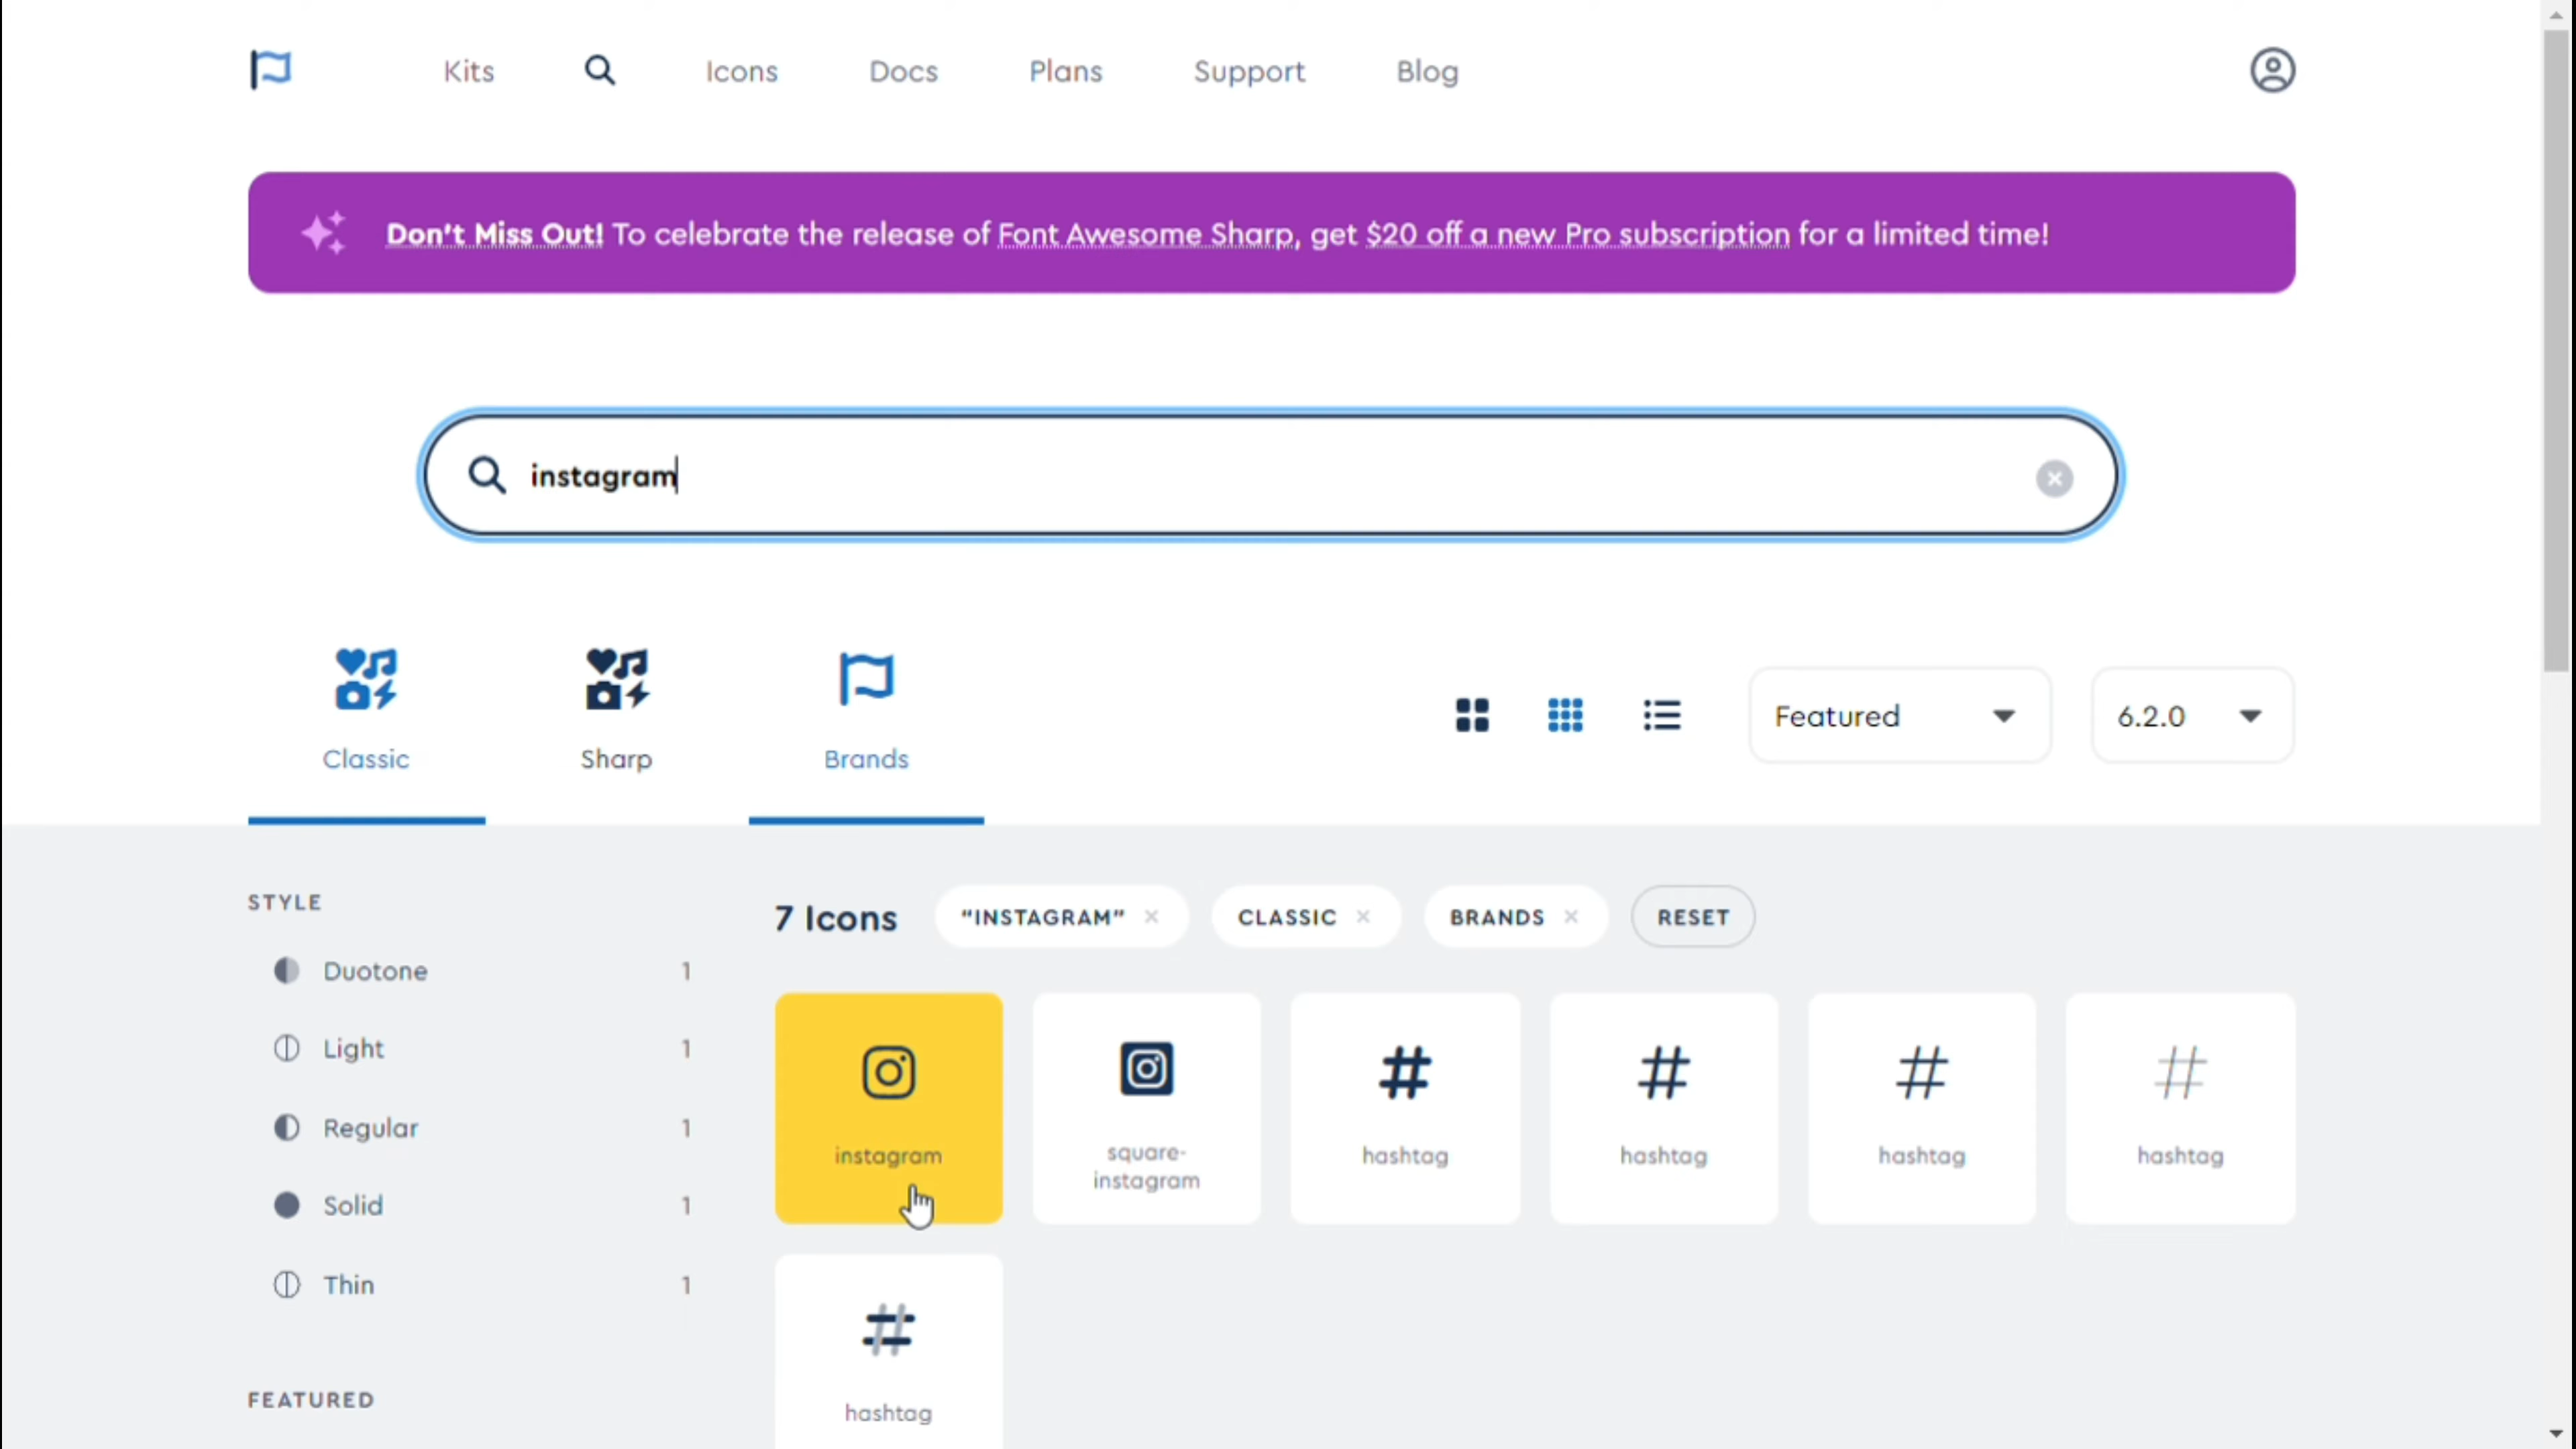 Kits Icons Docs Plans Support Blog
Don't Miss Out! To celebrate the release of Font Awesome Sharp, get $20 off a new Pro subscription for a limited time!
instagram
Classic Sharp Brands
Featured 6.2.0
STYLE
Duotone 1
Light 1
Regular 1
Solid 1
Thin 1
FEATURED
7 Icons "INSTAGRAM" × CLASSIC × BRANDS × RESET
instagram
square-
instagram
hashtag
hashtag
hashtag
hashtag
hashtag